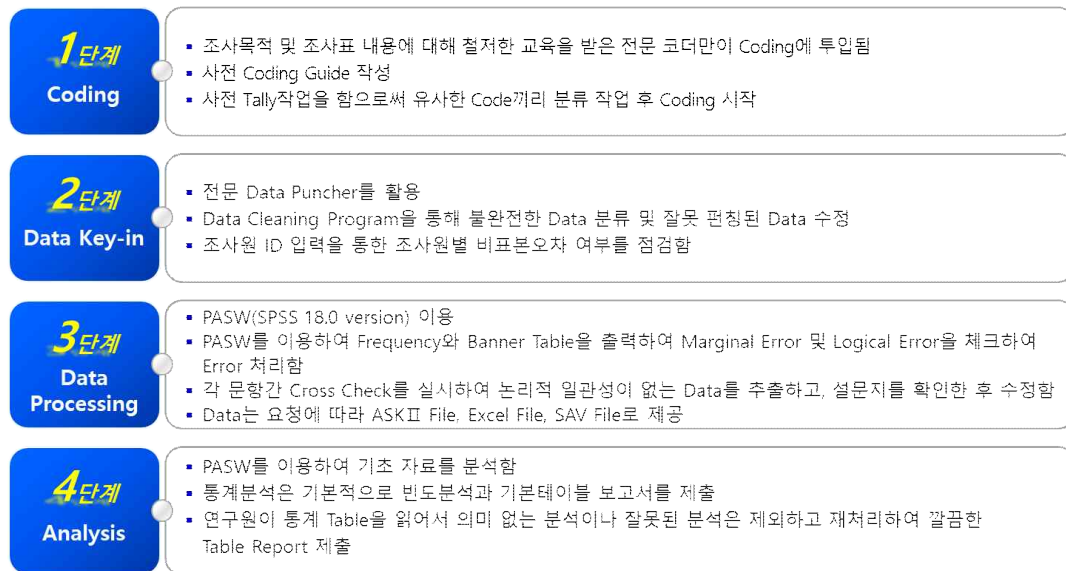 1단계
Coding
▪ 조사목적 및 조사표 내용에 대해 철저한 교육을 받은 전문 코더만이 Coding에 투입됨
▪ 사전 Coding Guide 작성
▪ 사전 Tally작업을 함으로써 유사한 Code끼리 분류 작업 후 Coding 시작
2단계
Data Key-in
▪ 전문 Data Puncher를 활용
▪ Data Cleaning Program을 통해 불완전한 Data 분류 및 잘못 펀칭된 Data 수정
▪ 조사원 ID 입력을 통한 조사원별 비표본오차 여부를 점검함
3단계
Data
Processing
▪ PASW(SPSS 18.0 version) 이용
▪ PASW를 이용하여 Frequency와 Banner Table을 출력하여 Marginal Error 및 Logical Error을 체크하여
Error 처리함
▪ 각 문항간 Cross Check를 실시하여 논리적 일관성이 없는 Data를 추출하고, 설문지를 확인한 후 수정함
▪ Data는 요청에 따라 ASKⅡ File, Excel File, SAV File로 제공
4단계
Analysis
▪ PASW를 이용하여 기초 자료를 분석함
▪ 통계분석은 기본적으로 빈도분석과 기본테이블 보고서를 제출
▪ 연구원이 통계 Table을 읽어서 의미 없는 분석이나 잘못된 분석은 제외하고 재처리하여 깔끔한
Table Report 제출